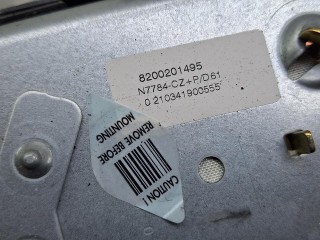 8200201495
N7784-CZ+P/D61
0 210341900555
CAUTION !
REMOVE BEFORE
MOUNTING